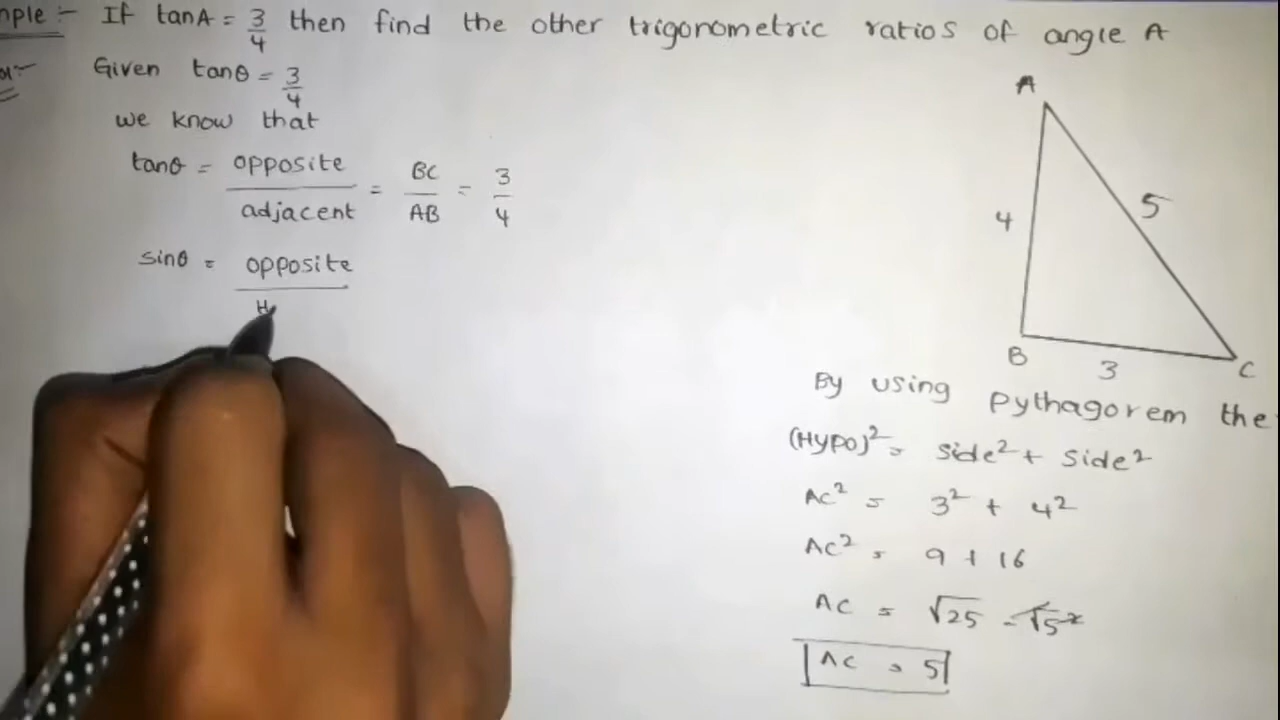 mple :- If tanA = 3/4 then find the other trigonometric ratios of angle A
Given tanθ = 3/4
we know that
tanθ = opposite/adjacent = BC/AB = 3/4
sinθ = opposite/H
A
4
5
B
3
C
By using pythagorem the
(Hypo)² = side² + side²
AC² = 3² + 4²
AC² = 9 + 16
AC = √25 = √5²
AC = 5